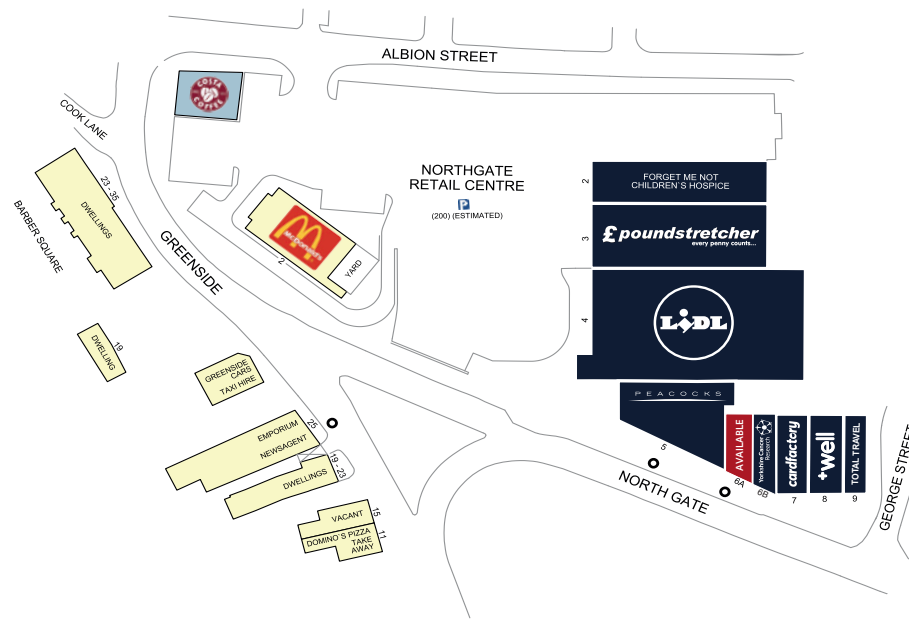 ALBION STREET
COSTA
COFFEE
COOK LANE
23 - 35
DWELLINGS
BARBER SQUARE
GREENSIDE
NORTHGATE
RETAIL CENTRE
P
(200) (ESTIMATED)
McDonald's
2
YARD
2
FORGET ME NOT
CHILDREN'S HOSPICE
3
£ poundstretcher
every penny counts...
4
LIDL
19
DWELLING
GREENSIDE
CARS
TAXI HIRE
PEACOCKS
5
AVAILABLE
6A
Yorkshire Cancer
Research
6B
cardfactory
7
+well
8
TOTAL TRAVEL
9
GEORGE STREET
NORTH GATE
25
EMPORIUM
NEWSAGENT
19 - 23
DWELLINGS
VACANT
15
DOMINO`S PIZZA
TAKE
AWAY
11